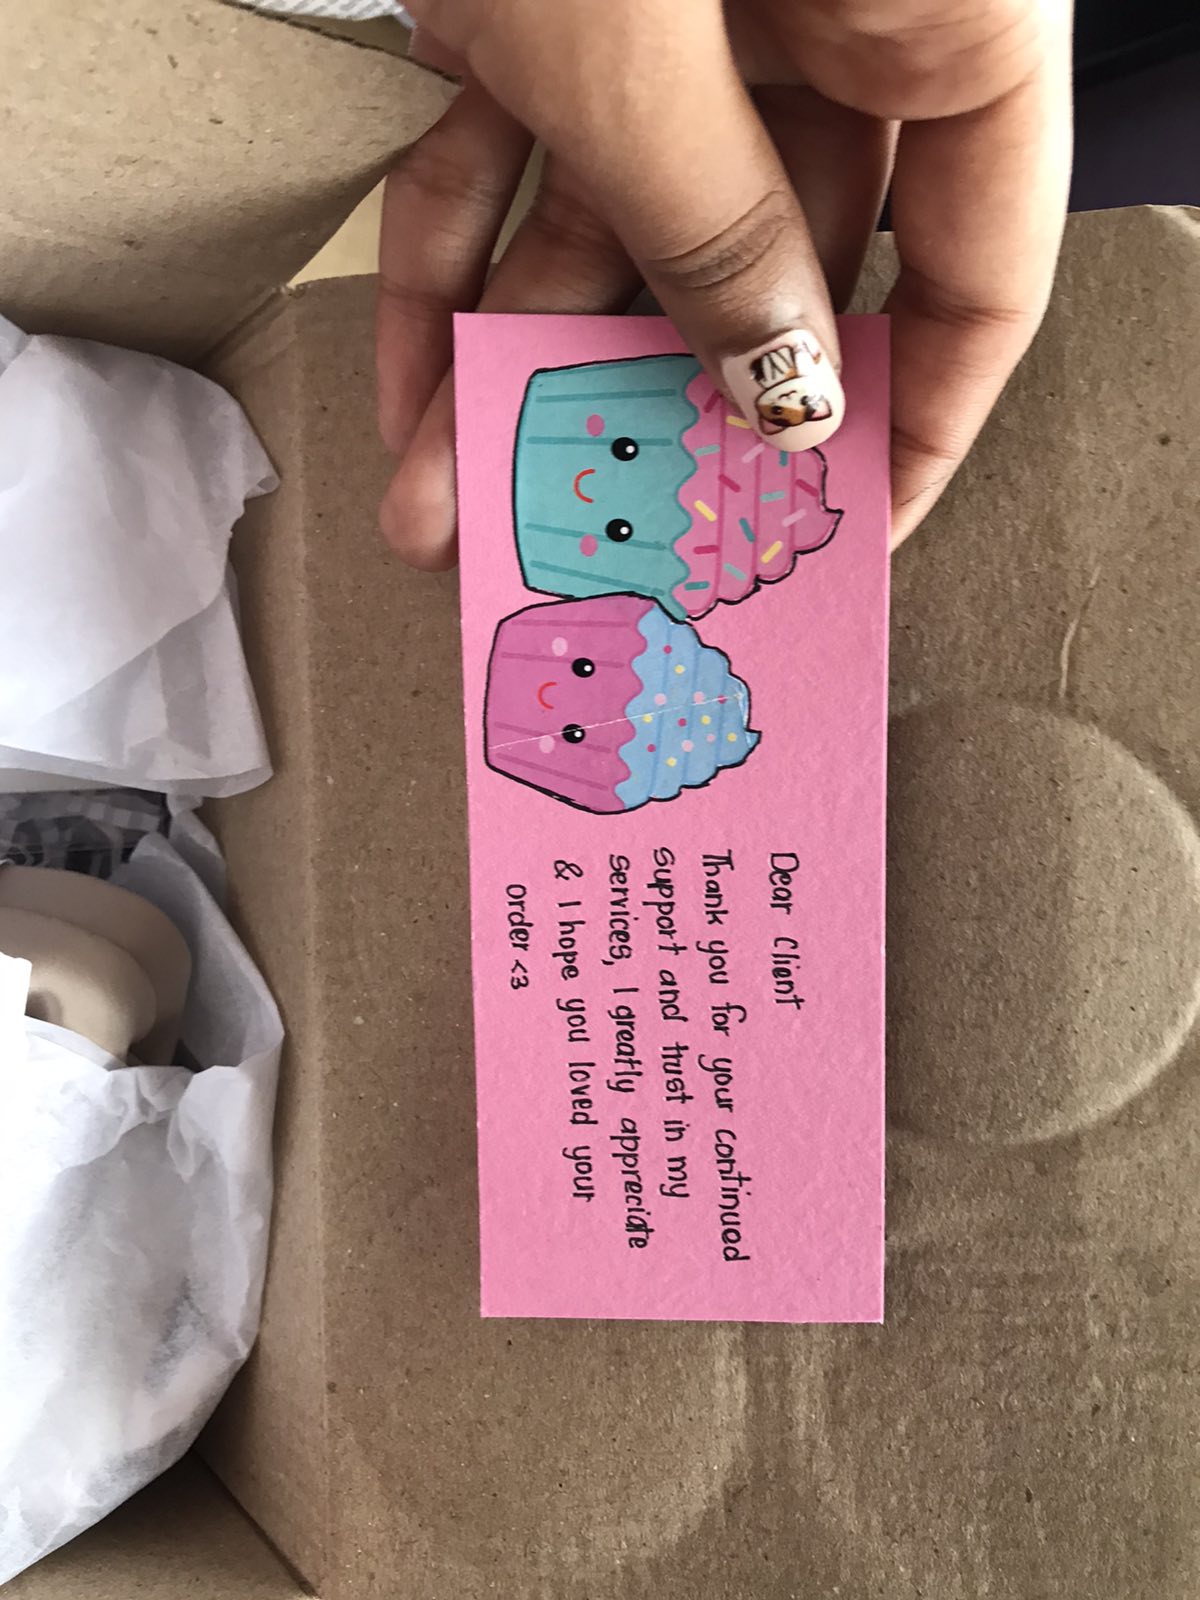 Dear Client
Thank you for your continued
support and trust in my
services, I greatly appreciate
& I hope you loved your
order <3